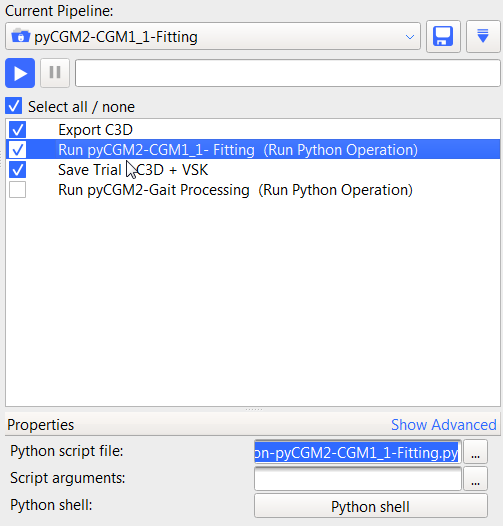 Current Pipeline:
pyCGM2-CGM1_1-Fitting
Select all / none
Export C3D
Run pyCGM2-CGM1_1- Fitting (Run Python Operation)
Save Trial C3D + VSK
Run pyCGM2-Gait Processing (Run Python Operation)
Properties
Show Advanced
Python script file:
on-pyCGM2-CGM1_1-Fitting.py
...
Script arguments:
...
Python shell:
Python shell